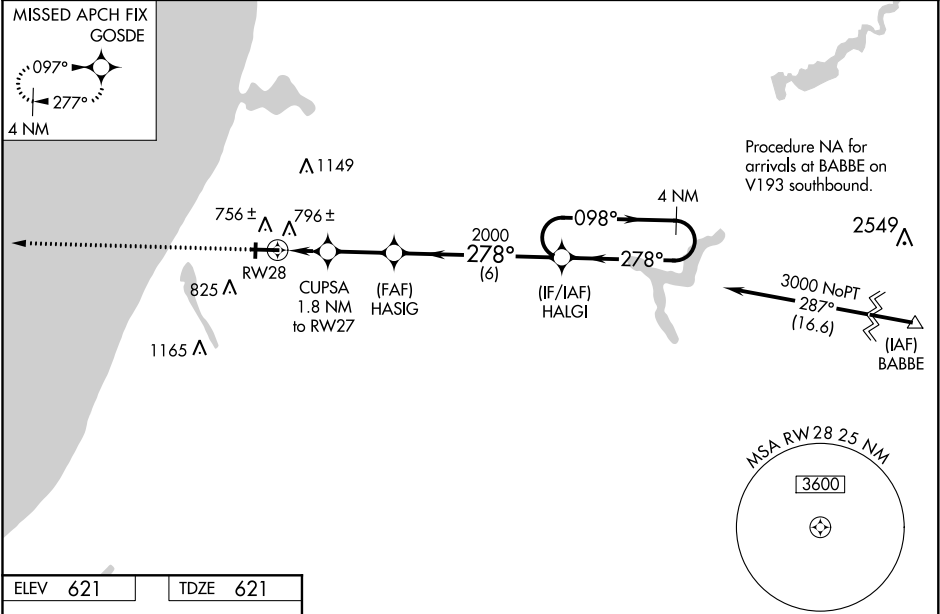 MISSED APCH FIX
GOSDE
097°
277°
4 NM
1149
756 ±
796 ±
RW28
825
1165
CUPSA
1.8 NM
to RW27
(FAF)
HASIG
2000
278°
(6)
(IF/IAF)
HALGI
098°
4 NM
278°
Procedure NA for
arrivals at BABBE on
V193 southbound.
2549
3000 NoPT
287°
(16.6)
(IAF)
BABBE
MSA RW28 25 NM
3600
ELEV 621
TDZE 621